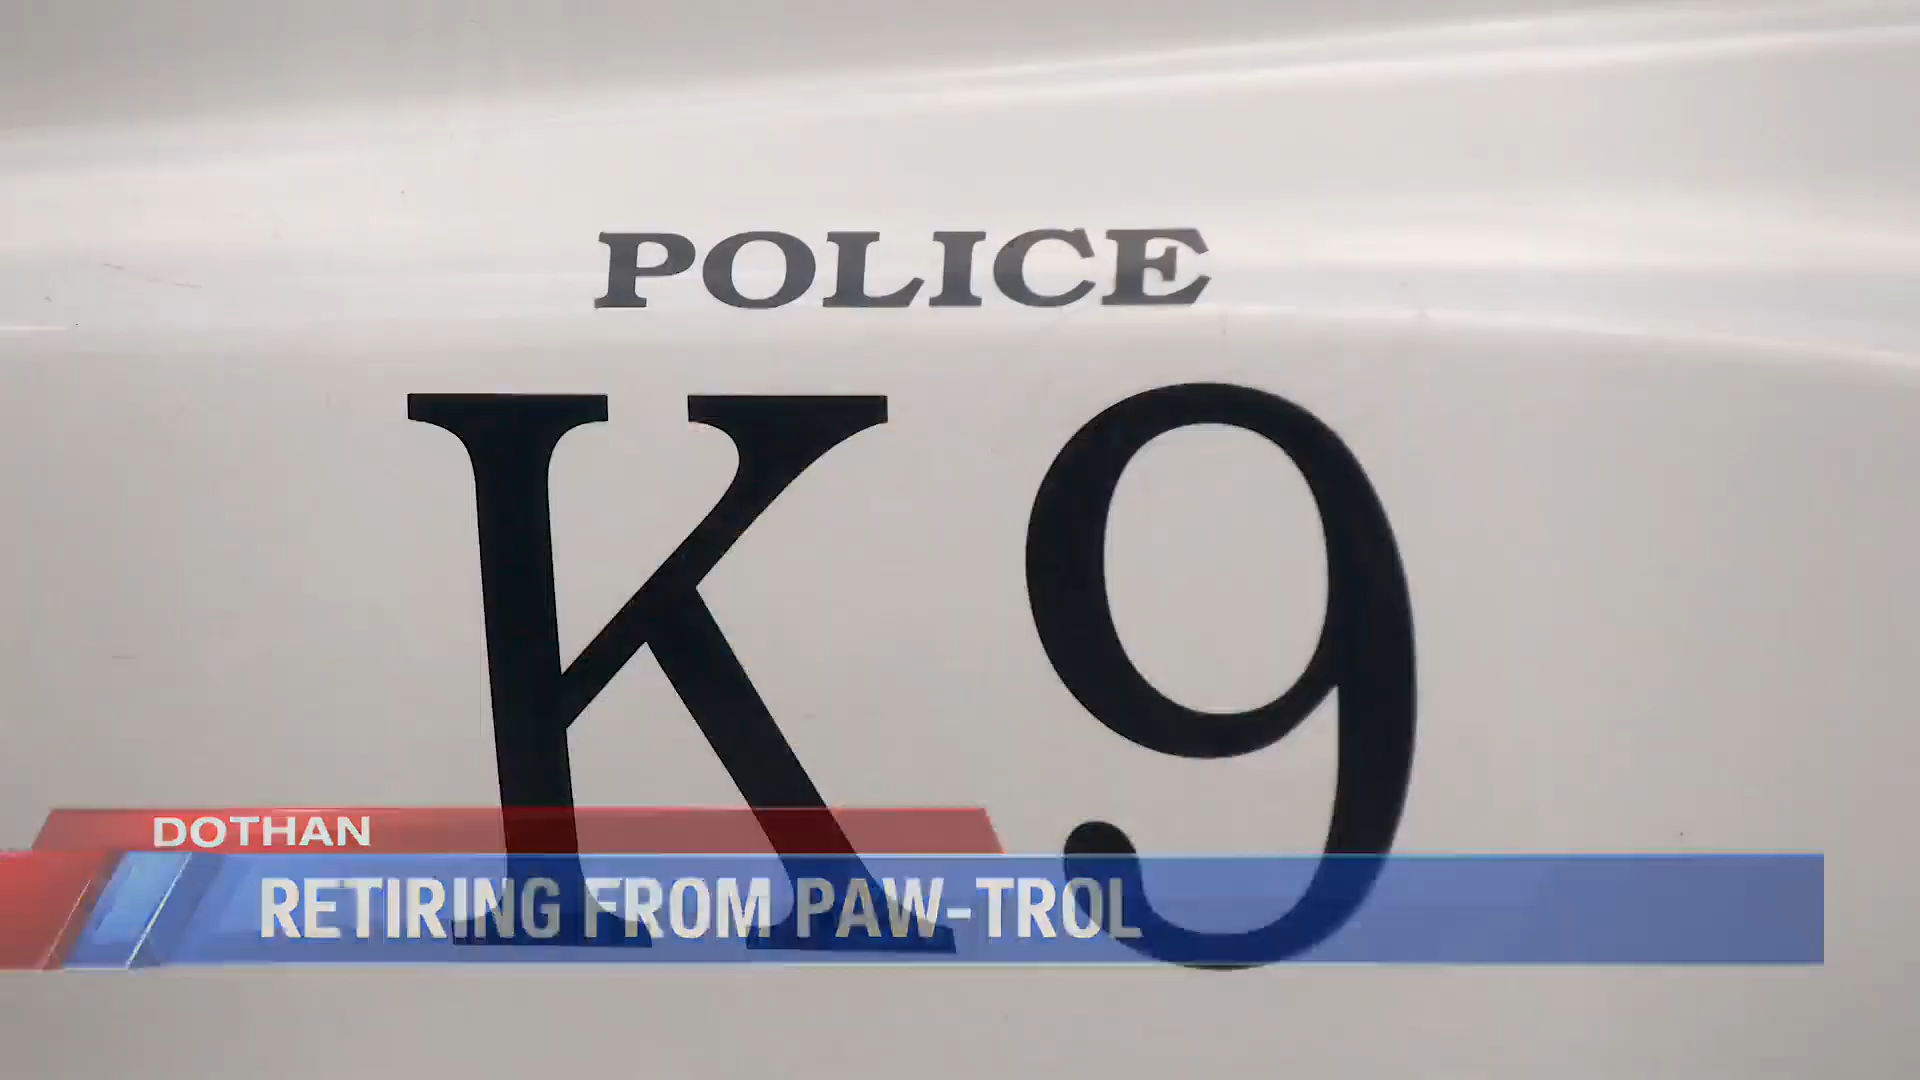 POLICE
K9
DOTHAN
RETIRING FROM PAW-TROL